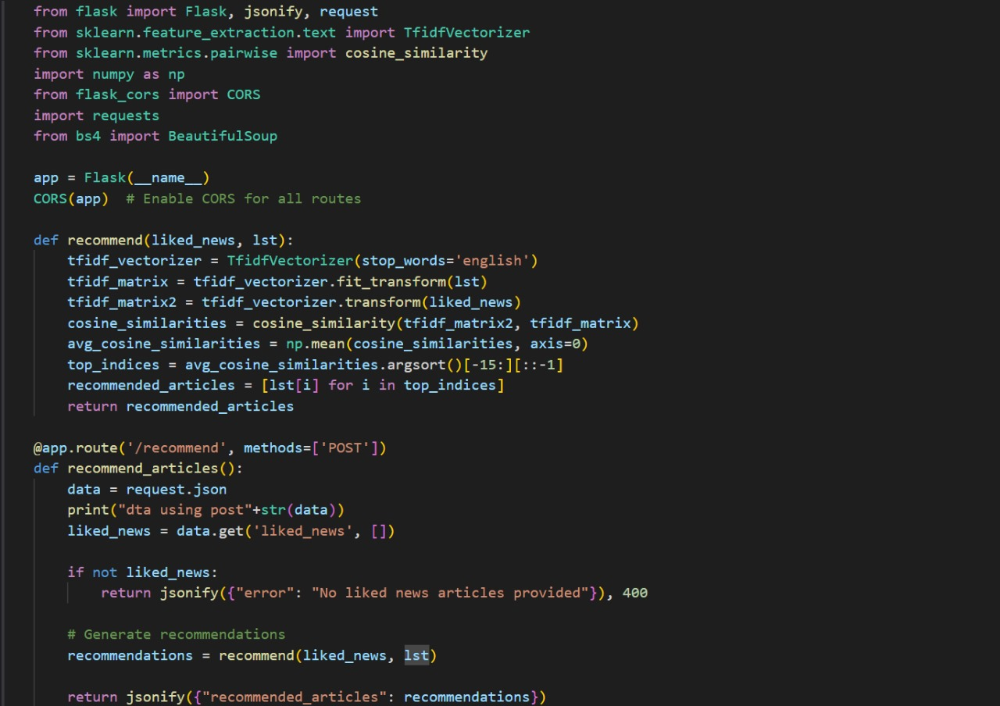 from flask import Flask, jsonify, request
from sklearn.feature_extraction.text import TfidfVectorizer
from sklearn.metrics.pairwise import cosine_similarity
import numpy as np
from flask_cors import CORS
import requests
from bs4 import BeautifulSoup

app = Flask(__name__)
CORS(app)  # Enable CORS for all routes

def recommend(liked_news, lst):
    tfidf_vectorizer = TfidfVectorizer(stop_words='english')
    tfidf_matrix = tfidf_vectorizer.fit_transform(lst)
    tfidf_matrix2 = tfidf_vectorizer.transform(liked_news)
    cosine_similarities = cosine_similarity(tfidf_matrix2, tfidf_matrix)
    avg_cosine_similarities = np.mean(cosine_similarities, axis=0)
    top_indices = avg_cosine_similarities.argsort()[-15:][::-1]
    recommended_articles = [lst[i] for i in top_indices]
    return recommended_articles

@app.route('/recommend', methods=['POST'])
def recommend_articles():
    data = request.json
    print("dta using post"+str(data))
    liked_news = data.get('liked_news', [])

    if not liked_news:
        return jsonify({"error": "No liked news articles provided"}), 400

    # Generate recommendations
    recommendations = recommend(liked_news, lst)

    return jsonify({"recommended_articles": recommendations})